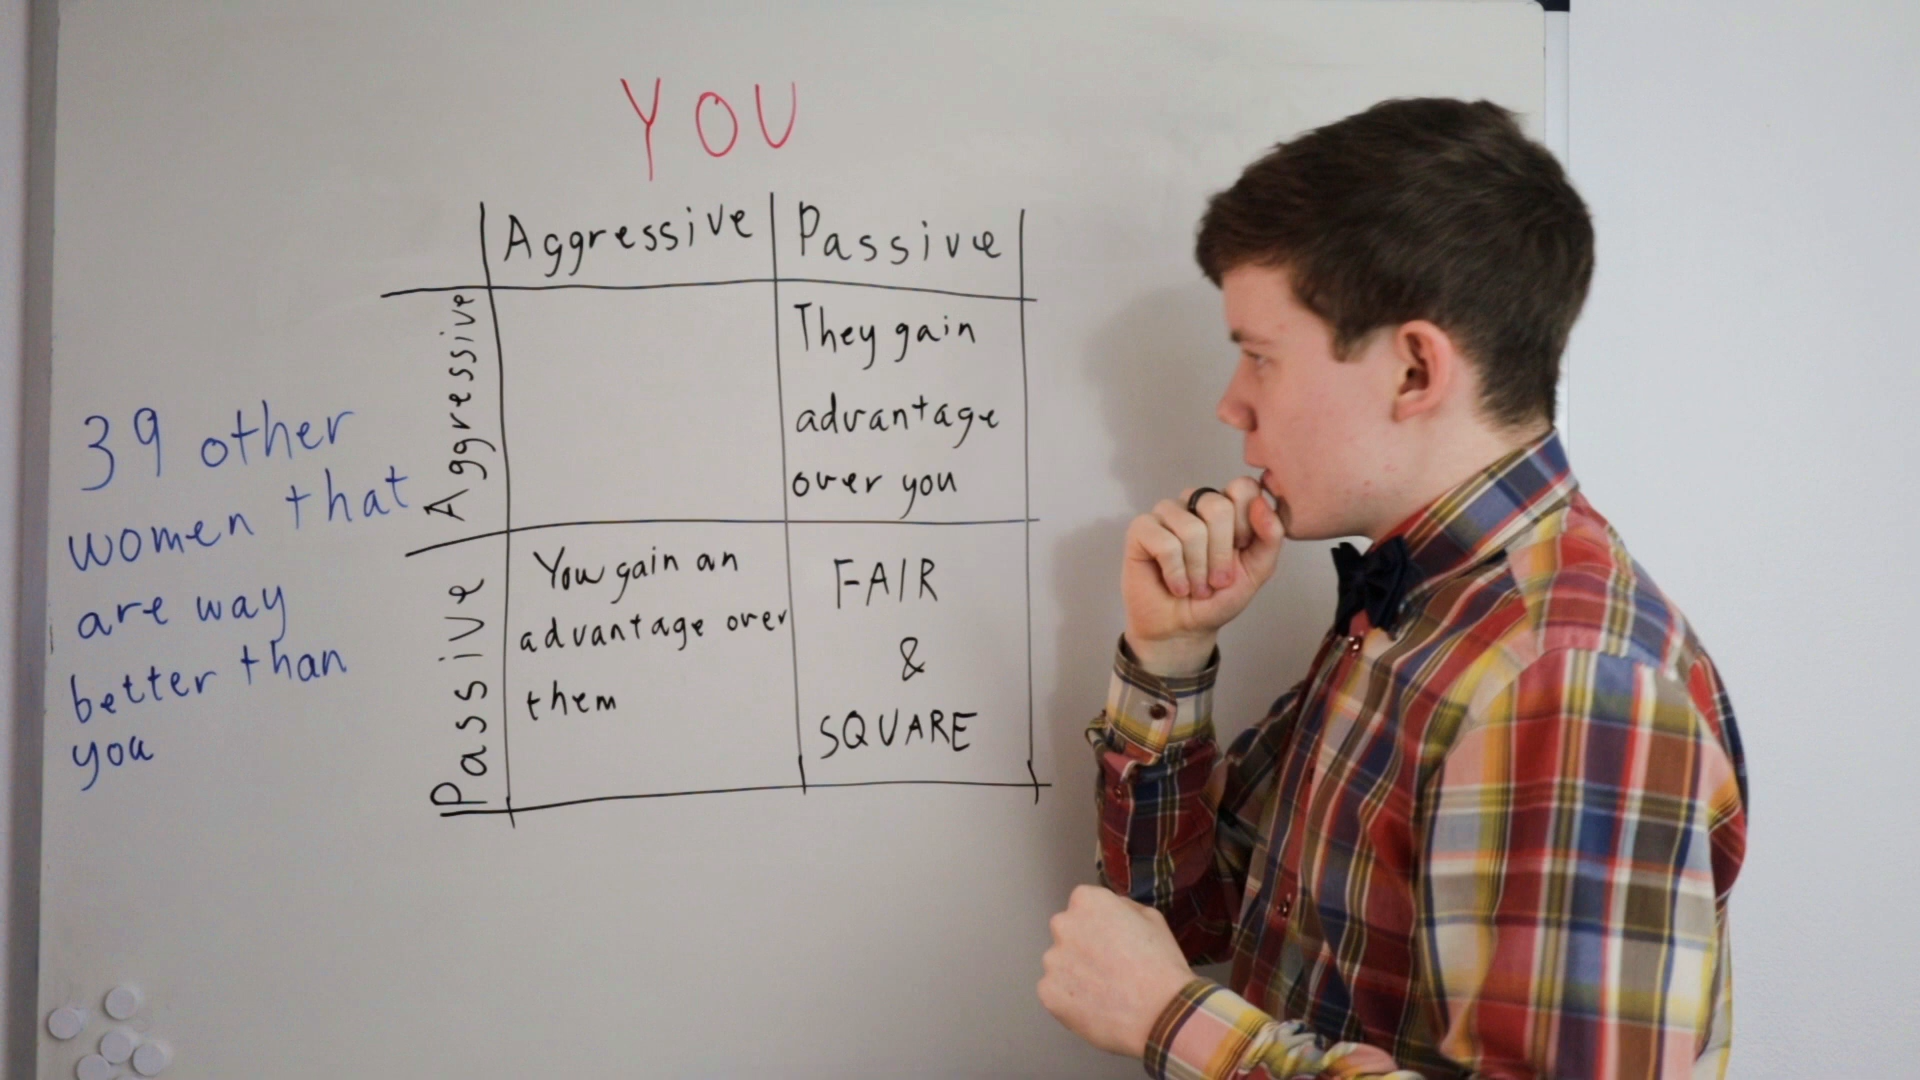 YOU
Aggressive Passive
Aggressive
They gain
advantage
over you
39 other
women that
are way
better than
you
Passive
You gain an
advantage over
them
FAIR
&
SQUARE